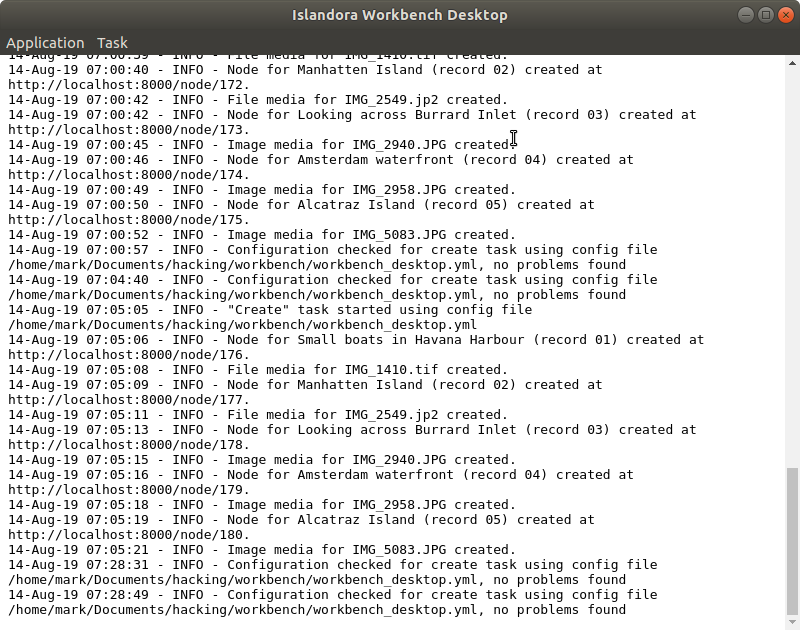 Islandora Workbench Desktop
Application Task
14-Aug-19 07:00:39 - INFO - File media for IMG_1410.tif created.
14-Aug-19 07:00:40 - INFO - Node for Manhatten Island (record 02) created at
http://localhost:8000/node/172.
14-Aug-19 07:00:42 - INFO - File media for IMG_2549.jp2 created.
14-Aug-19 07:00:42 - INFO - Node for Looking across Burrard Inlet (record 03) created at
http://localhost:8000/node/173.
14-Aug-19 07:00:45 - INFO - Image media for IMG_2940.JPG created.
14-Aug-19 07:00:46 - INFO - Node for Amsterdam waterfront (record 04) created at
http://localhost:8000/node/174.
14-Aug-19 07:00:49 - INFO - Image media for IMG_2958.JPG created.
14-Aug-19 07:00:50 - INFO - Node for Alcatraz Island (record 05) created at
http://localhost:8000/node/175.
14-Aug-19 07:00:52 - INFO - Image media for IMG_5083.JPG created.
14-Aug-19 07:00:57 - INFO - Configuration checked for create task using config file
/home/mark/Documents/hacking/workbench/workbench_desktop.yml, no problems found
14-Aug-19 07:04:40 - INFO - Configuration checked for create task using config file
/home/mark/Documents/hacking/workbench/workbench_desktop.yml, no problems found
14-Aug-19 07:05:05 - INFO - "Create" task started using config file
/home/mark/Documents/hacking/workbench/workbench_desktop.yml
14-Aug-19 07:05:06 - INFO - Node for Small boats in Havana Harbour (record 01) created at
http://localhost:8000/node/176.
14-Aug-19 07:05:08 - INFO - File media for IMG_1410.tif created.
14-Aug-19 07:05:09 - INFO - Node for Manhatten Island (record 02) created at
http://localhost:8000/node/177.
14-Aug-19 07:05:11 - INFO - File media for IMG_2549.jp2 created.
14-Aug-19 07:05:13 - INFO - Node for Looking across Burrard Inlet (record 03) created at
http://localhost:8000/node/178.
14-Aug-19 07:05:15 - INFO - Image media for IMG_2940.JPG created.
14-Aug-19 07:05:16 - INFO - Node for Amsterdam waterfront (record 04) created at
http://localhost:8000/node/179.
14-Aug-19 07:05:18 - INFO - Image media for IMG_2958.JPG created.
14-Aug-19 07:05:19 - INFO - Node for Alcatraz Island (record 05) created at
http://localhost:8000/node/180.
14-Aug-19 07:05:21 - INFO - Image media for IMG_5083.JPG created.
14-Aug-19 07:28:31 - INFO - Configuration checked for create task using config file
/home/mark/Documents/hacking/workbench/workbench_desktop.yml, no problems found
14-Aug-19 07:28:49 - INFO - Configuration checked for create task using config file
/home/mark/Documents/hacking/workbench/workbench_desktop.yml, no problems found